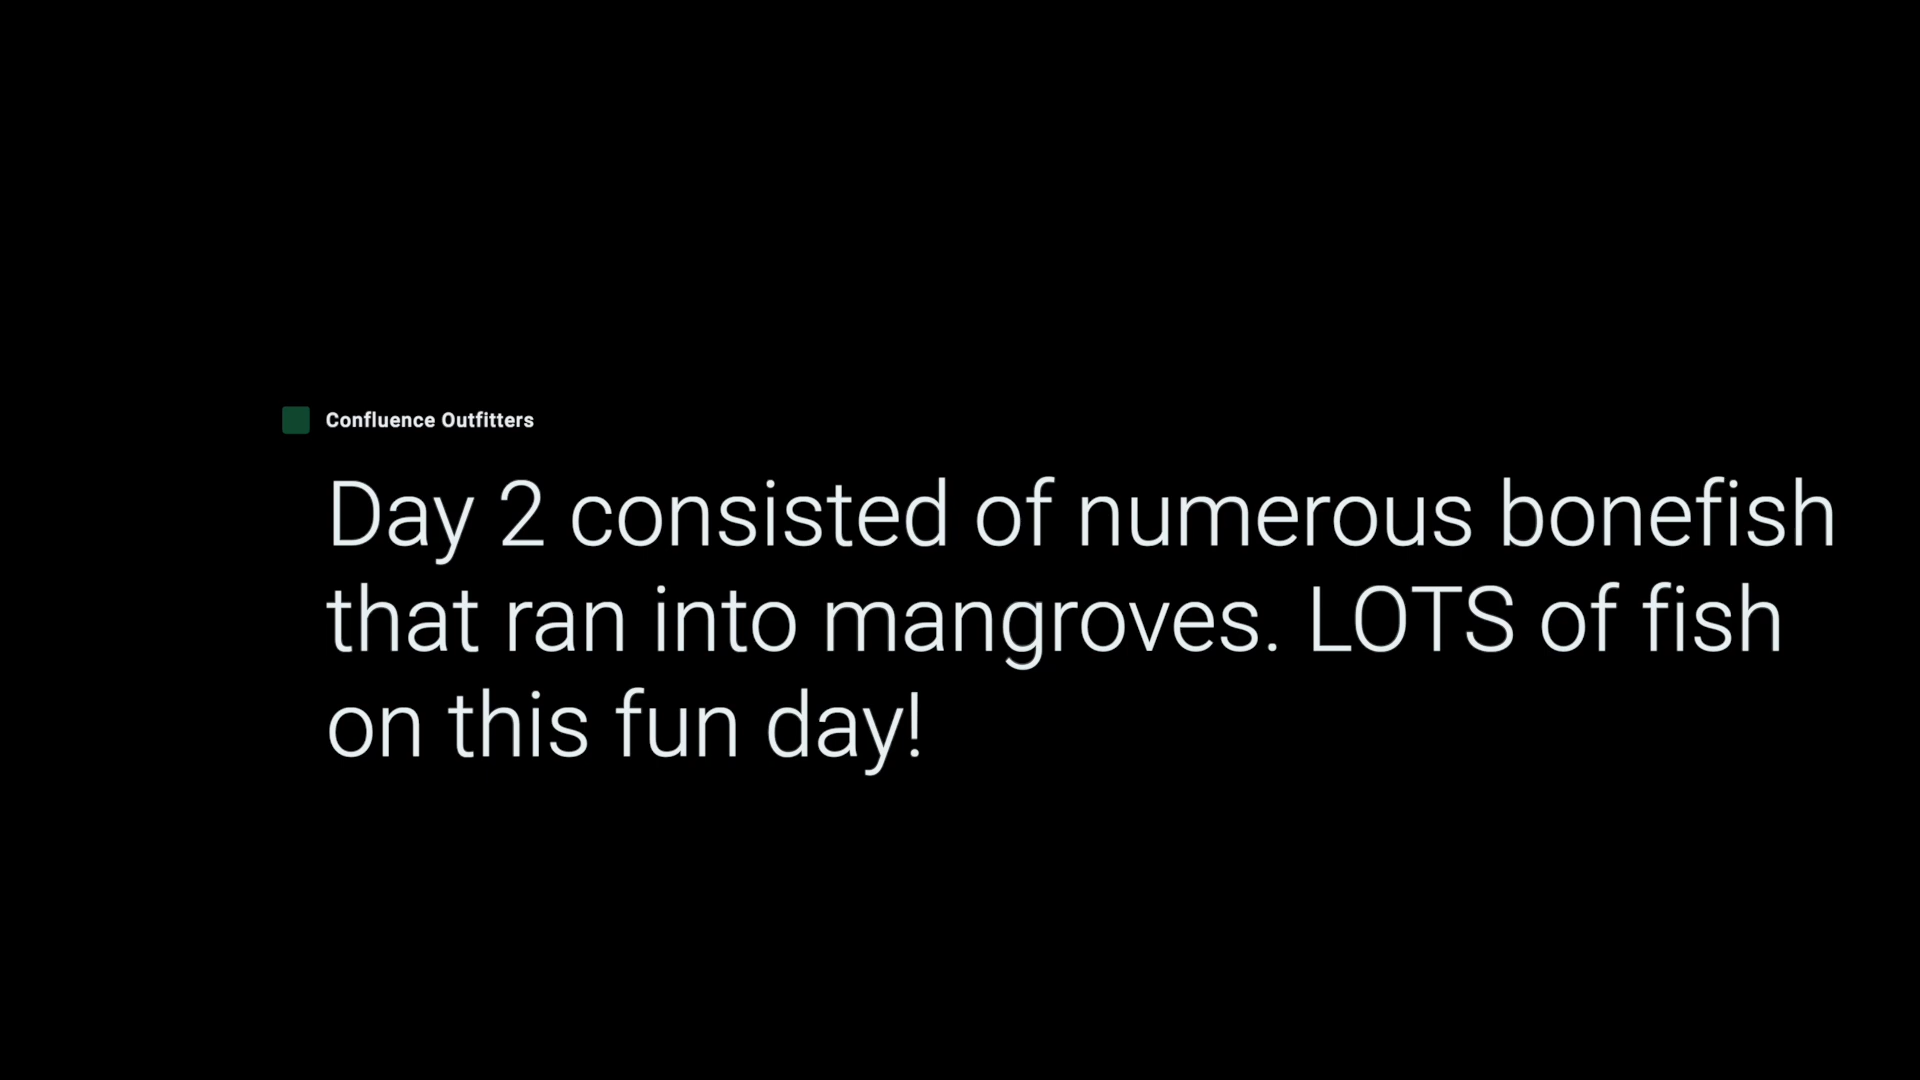 Confluence Outfitters
Day 2 consisted of numerous bonefish
that ran into mangroves. LOTS of fish
on this fun day!